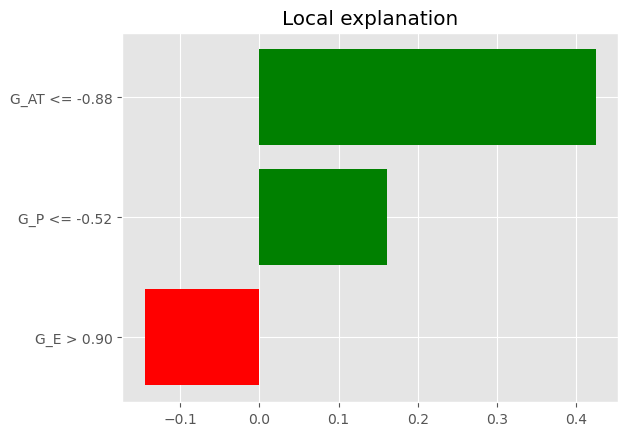 Local explanation
G_AT <= -0.88
G_P <= -0.52
G_E > 0.90
−0.1 0.0 0.1 0.2 0.3 0.4